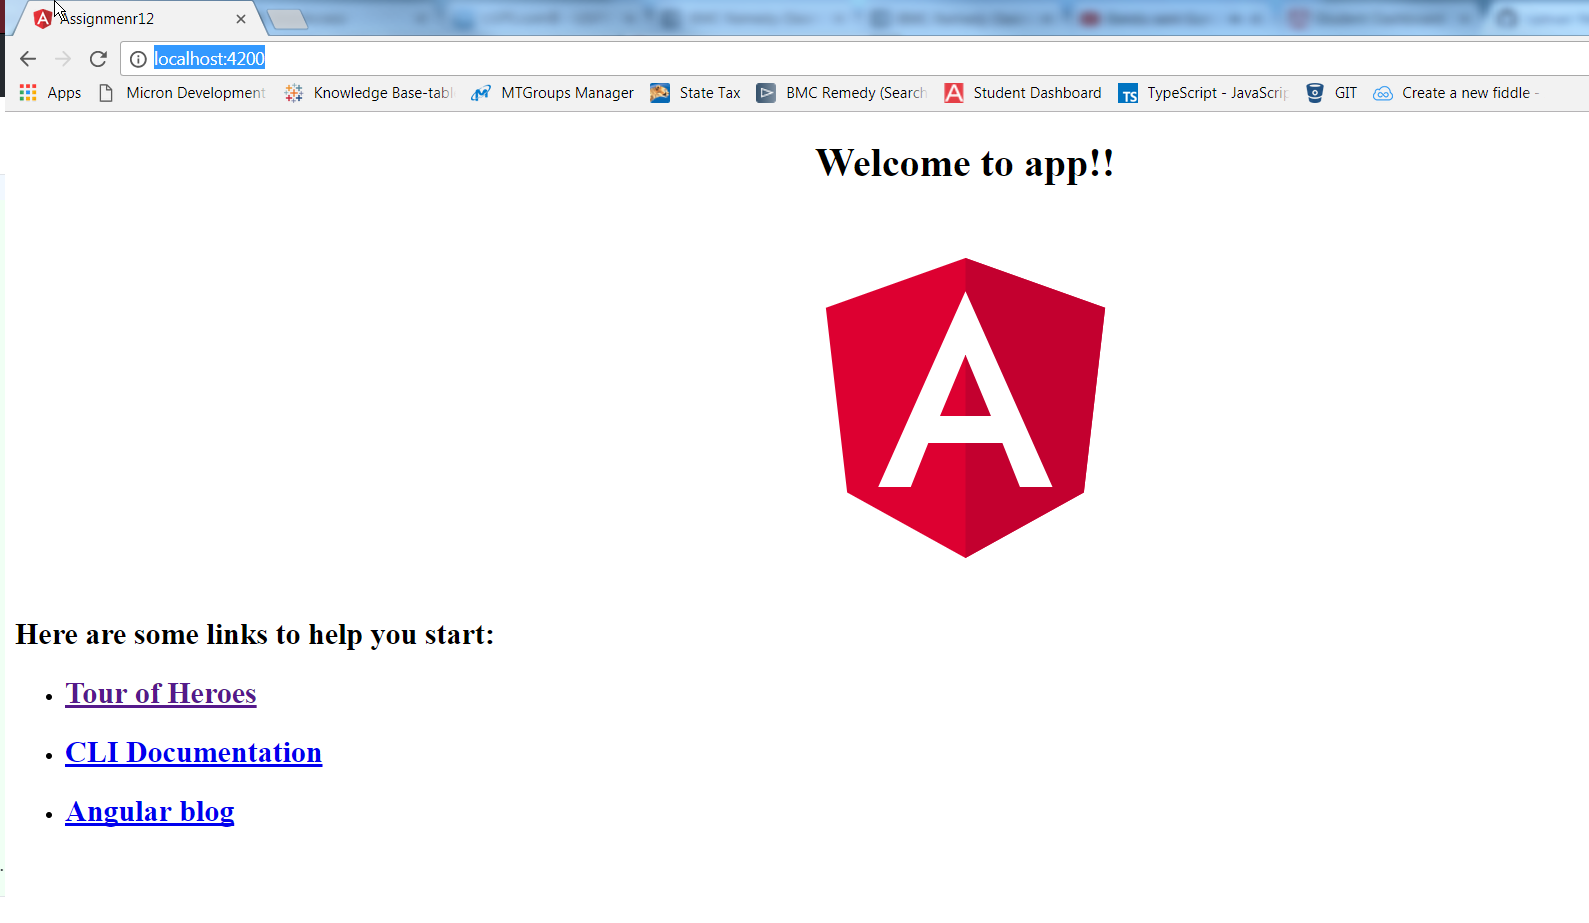 Assignmenr12
localhost:4200
Apps Micron Development Knowledge Base-tabl MTGroups Manager State Tax BMC Remedy (Search Student Dashboard TS TypeScript - JavaScrip GIT Create a new fiddle -
Welcome to app!!
Here are some links to help you start:
Tour of Heroes
CLI Documentation
Angular blog